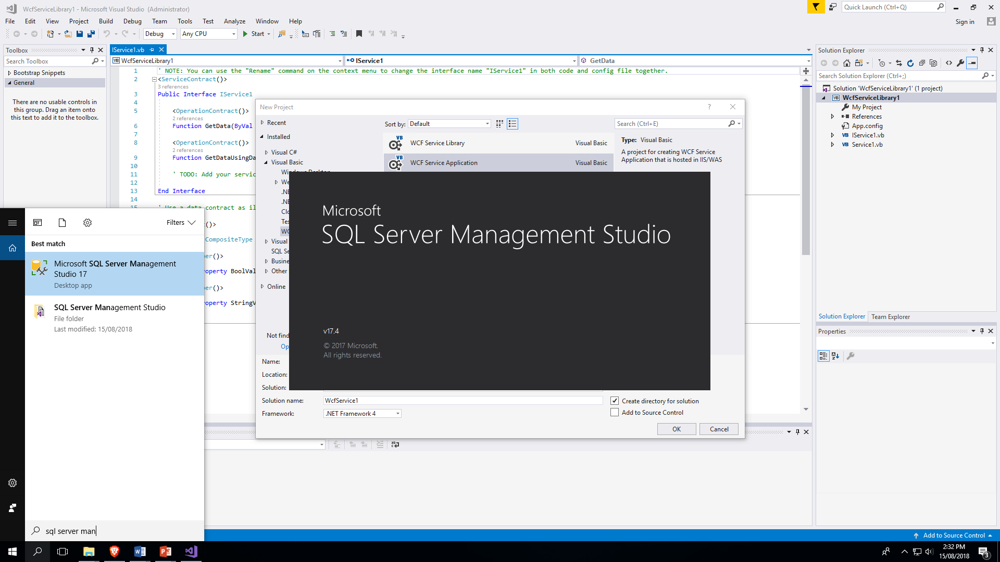 WcfServiceLibrary1 - Microsoft Visual Studio (Administrator)
Quick Launch (Ctrl+Q)
File Edit View Project Build Debug Team Tools Test Analyze Window Help
Sign in
Debug Any CPU Start
Toolbox
Search Toolbox
Bootstrap Snippets
General
There are no usable controls in
this group. Drag an item onto
this text to add it to the toolbox.
IService1.vb
WcfServiceLibrary1 IService1 GetData
1 ' NOTE: You can use the "Rename" command on the context menu to change the interface name "IService1" in both code and config file together.
2 <ServiceContract()>
3 references
3 Public Interface IService1
4
5 <OperationContract()>
2 references
6 Function GetData(ByVal
7
8 <OperationContract()>
2 references
9 Function GetDataUsingDa
10
11 ' TODO: Add your servic
12
13 End Interface
14
15 ' Use a data contract as il
()>
CompositeType
er()>
operty BoolVal
er()>
operty StringV
New Project
?
Recent
Installed
Visual C#
Visual Basic
Windows Desktop
We
.NE
.NE
Clo
Tes
WC
Visual
SQL Se
Busine
Other
Online
Not find
Op
Sort by: Default
Search (Ctrl+E)
VB WCF Service Library Visual Basic
VB WCF Service Application Visual Basic
Type: Visual Basic
A project for creating WCF Service
Application that is hosted in IIS/WAS
Microsoft
SQL Server Management Studio
v17.4
© 2017 Microsoft.
All rights reserved.
Name:
Location:
Solution:
Solution name: WcfService1
Framework: .NET Framework 4
Create directory for solution
Add to Source Control
OK Cancel
Solution Explorer
Search Solution Explorer (Ctrl+;)
Solution 'WcfServiceLibrary1' (1 project)
VB WcfServiceLibrary1
My Project
References
App.config
VB IService1.vb
VB Service1.vb
Solution Explorer Team Explorer
Properties
Filters
Best match
Microsoft SQL Server Management
Studio 17
Desktop app
SQL Server Management Studio
File folder
Last modified: 15/08/2018
sql server man
Add to Source Control
2:32 PM
15/08/2018
3